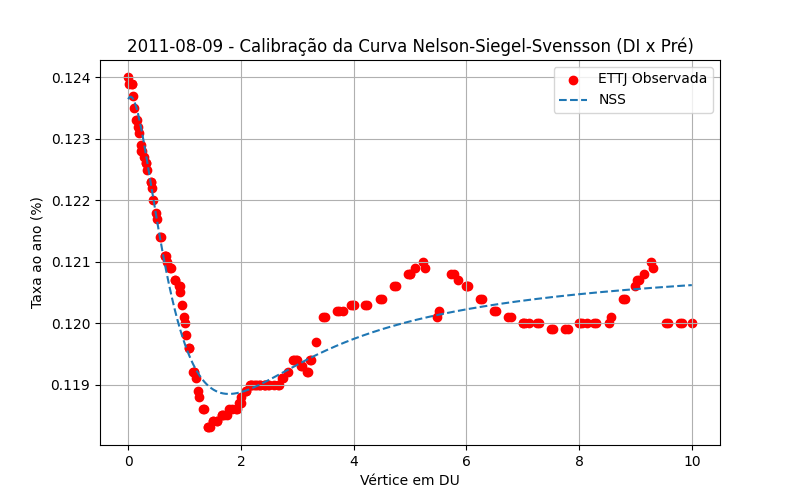 2011-08-09 - Calibração da Curva Nelson-Siegel-Svensson (DI x Pré)
ETTJ Observada
NSS
Taxa ao ano (%)
0.124
0.123
0.122
0.121
0.120
0.119
0 2 4 6 8 10
Vértice em DU